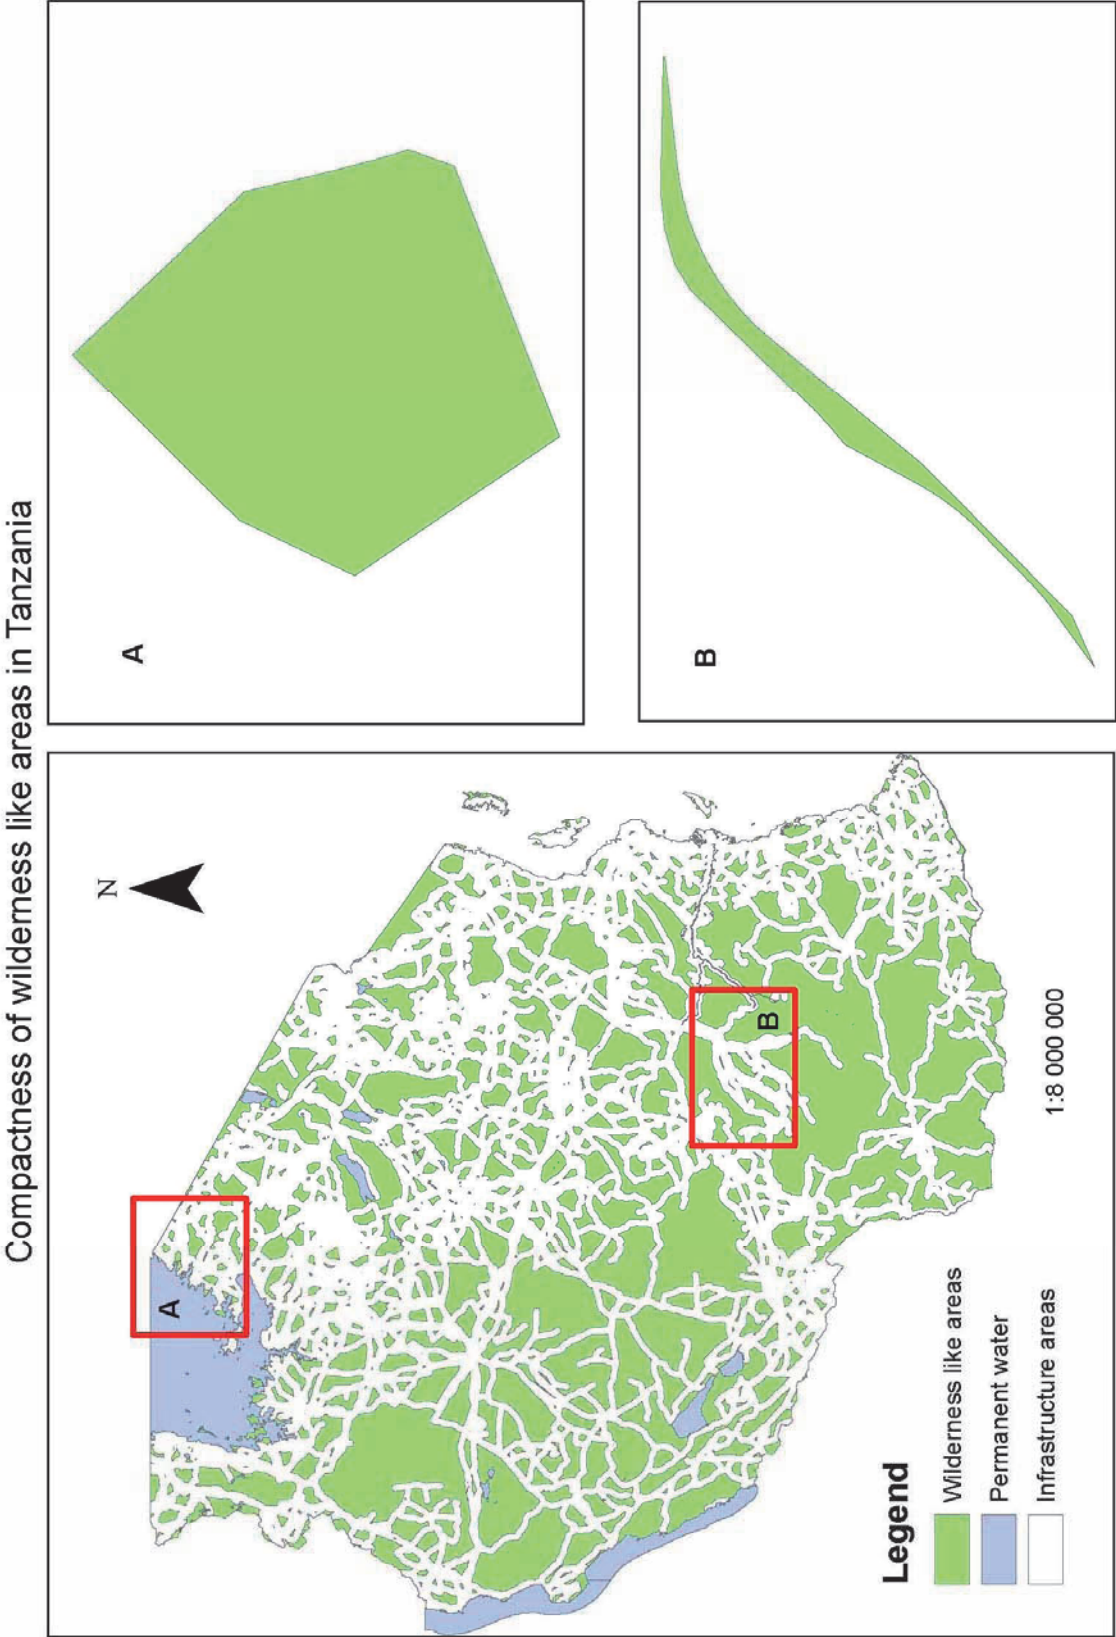 Compactness of wilderness like areas in Tanzania
N
A
B
1:8 000 000
Legend
Wilderness like areas
Permanent water
Infrastructure areas
A
B